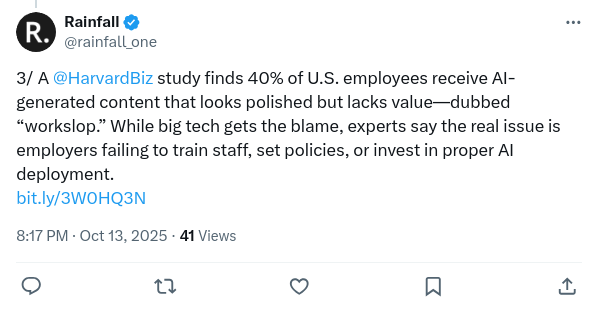 R.
Rainfall
@rainfall_one
3/ A @HarvardBiz study finds 40% of U.S. employees receive AI-
generated content that looks polished but lacks value—dubbed
“workslop.” While big tech gets the blame, experts say the real issue is
employers failing to train staff, set policies, or invest in proper AI
deployment.
bit.ly/3W0HQ3N
8:17 PM · Oct 13, 2025 · 41 Views